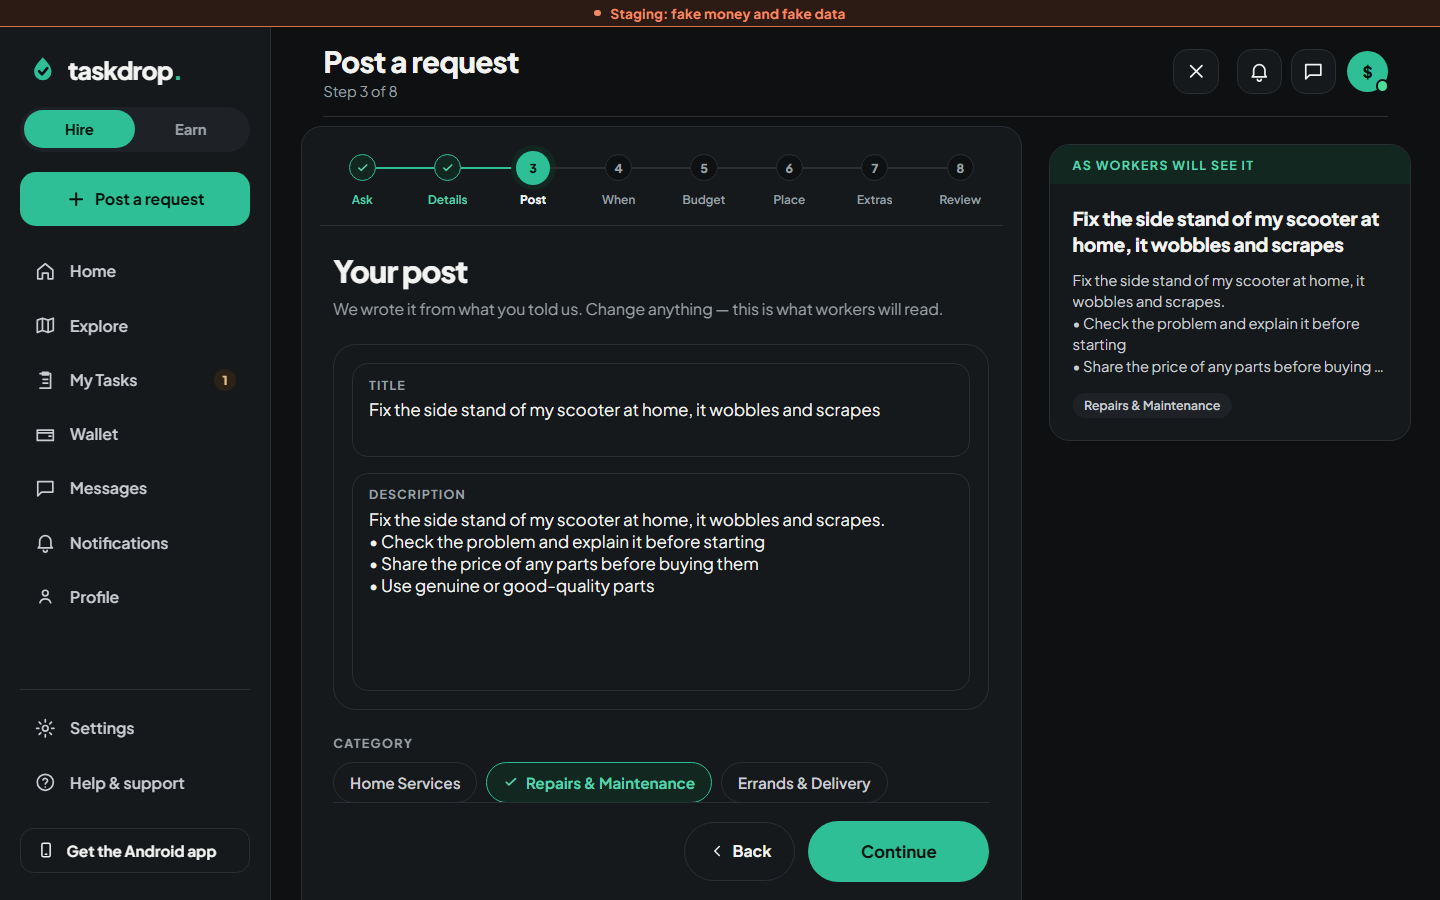 Staging: fake money and fake data
taskdrop.
Hire
Earn
Post a request
Home
Explore
My Tasks
1
Wallet
Messages
Notifications
Profile
Settings
Help & support
Get the Android app
Post a request
Step 3 of 8
$
3
4
5
6
7
8
Ask
Details
Post
When
Budget
Place
Extras
Review
Your post
We wrote it from what you told us. Change anything — this is what workers will read.
TITLE
Fix the side stand of my scooter at home, it wobbles and scrapes
DESCRIPTION
Fix the side stand of my scooter at home, it wobbles and scrapes.
• Check the problem and explain it before starting
• Share the price of any parts before buying them
• Use genuine or good-quality parts
CATEGORY
Home Services
Repairs & Maintenance
Errands & Delivery
Back
Continue
AS WORKERS WILL SEE IT
Fix the side stand of my scooter at
home, it wobbles and scrapes
Fix the side stand of my scooter at home, it
wobbles and scrapes.
• Check the problem and explain it before
starting
• Share the price of any parts before buying ...
Repairs & Maintenance